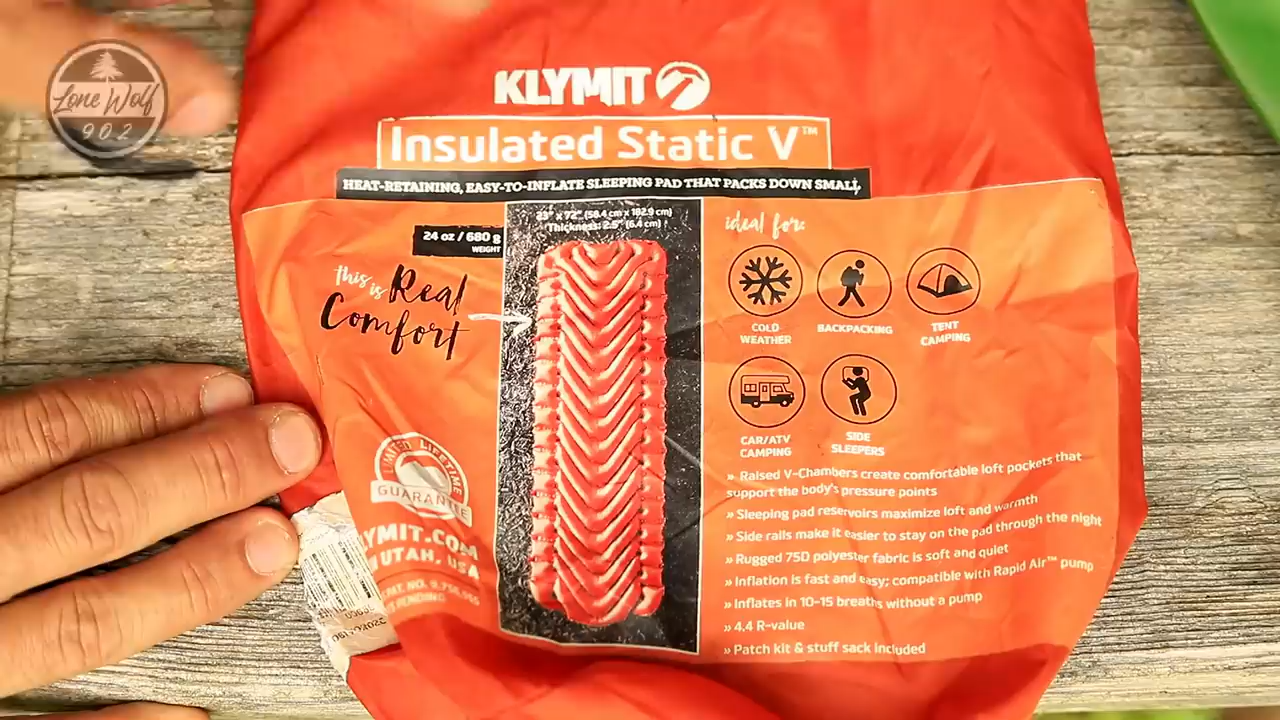 Lone Wolf
902
KLYMIT
Insulated Static V™
HEAT-RETAINING, EASY-TO-INFLATE SLEEPING PAD THAT PACKS DOWN SMALL.
24 oz / 680 g
WEIGHT
this is Real
Comfort
23" x 72" (58.4 cm x 182.9 cm)
Thickness: 2.5" (6.4 cm)
ideal for:
COLD
WEATHER
BACKPACKING
TENT
CAMPING
CAR/ATV
CAMPING
SIDE
SLEEPERS
» Raised V-Chambers create comfortable loft pockets that
support the body's pressure points
» Sleeping pad reservoirs maximize loft and warmth
» Side rails make it easier to stay on the pad through the night
» Rugged 75D polyester fabric is soft and quiet
» Inflation is fast and easy; compatible with Rapid Air™ pump
» Inflates in 10-15 breaths without a pump
» 4.4 R-value
» Patch kit & stuff sack included
LIMITED LIFETIME
GUARANTEE
LYMIT.COM
UTAH, USA
PAT. NO.
PENDING